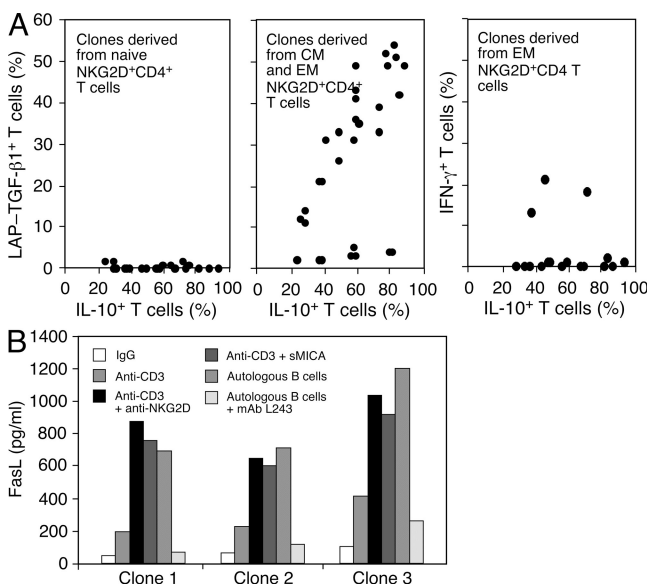 A
60
50
40
30
20
10
0
LAP–TGF-β1⁺ T cells (%)
Clones derived
from naive
NKG2D⁺CD4⁺
T cells
0 20 40 60 80 100
IL-10⁺ T cells (%)
Clones derived
from CM
and EM
NKG2D⁺CD4⁺
T cells
0 20 40 60 80 100
IL-10⁺ T cells (%)
IFN-γ⁺ T cells (%)
Clones derived
from EM
NKG2D⁺CD4 T
cells
0 20 40 60 80 100
IL-10⁺ T cells (%)
B
1400
1200
1000
800
600
400
200
0
FasL (pg/ml)
IgG
Anti-CD3
Anti-CD3
+ anti-NKG2D
Anti-CD3 + sMICA
Autologous B cells
Autologous B cells
+ mAb L243
Clone 1 Clone 2 Clone 3